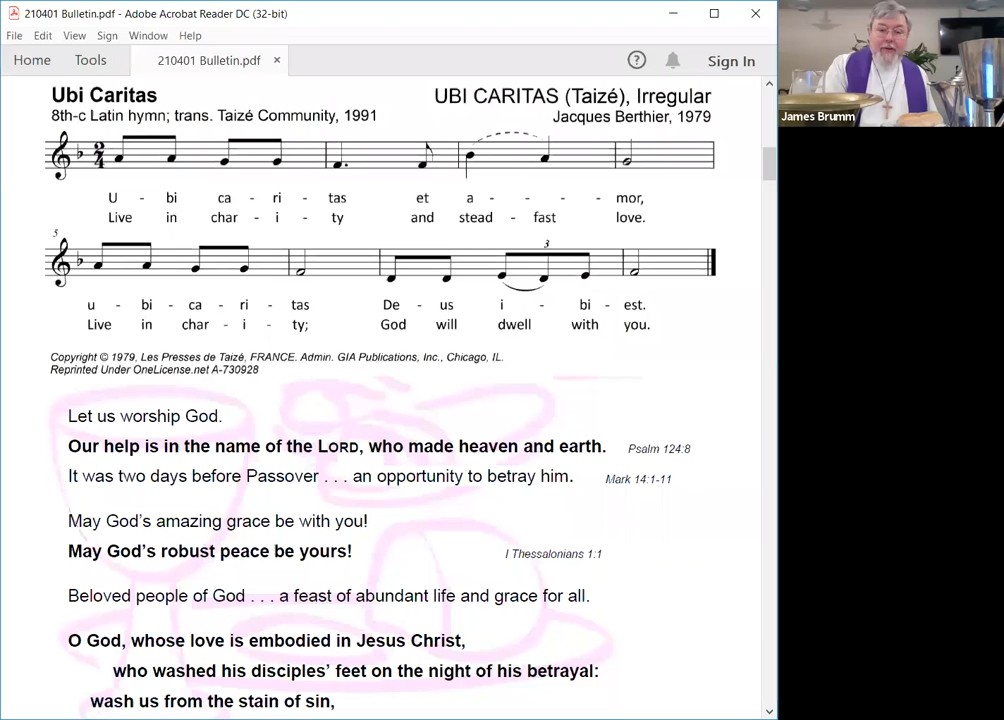 210401 Bulletin.pdf - Adobe Acrobat Reader DC (32-bit)
File Edit View Sign Window Help
Home Tools 210401 Bulletin.pdf × ? Sign In
James Brumm
Ubi Caritas UBI CARITAS (Taizé), Irregular
8th-c Latin hymn; trans. Taizé Community, 1991 Jacques Berthier, 1979
2 4
U - bi ca - ri - tas et a - - - mor,
Live in char - i - ty and stead - fast love.
5 3
u - bi - ca - ri - tas De - us i - bi - est.
Live in char - i - ty; God will dwell with you.
Copyright © 1979, Les Presses de Taizé, FRANCE. Admin. GIA Publications, Inc., Chicago, IL.
Reprinted Under OneLicense.net A-730928
Let us worship God.
Our help is in the name of the LORD, who made heaven and earth. Psalm 124:8
It was two days before Passover . . . an opportunity to betray him. Mark 14:1-11
May God's amazing grace be with you!
May God's robust peace be yours! I Thessalonians 1:1
Beloved people of God . . . a feast of abundant life and grace for all.
O God, whose love is embodied in Jesus Christ,
who washed his disciples' feet on the night of his betrayal:
wash us from the stain of sin,